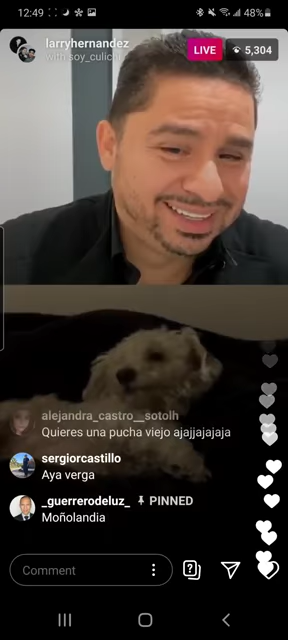 12:49
48%
larryhernandez
LIVE
5,304
with soy_culichi
alejandra_castro__sotolh
Quieres una pucha viejo ajajjajajaja
sergiorcastillo
Aya verga
_guerrerodeluz_ PINNED
Moñolandia
Comment